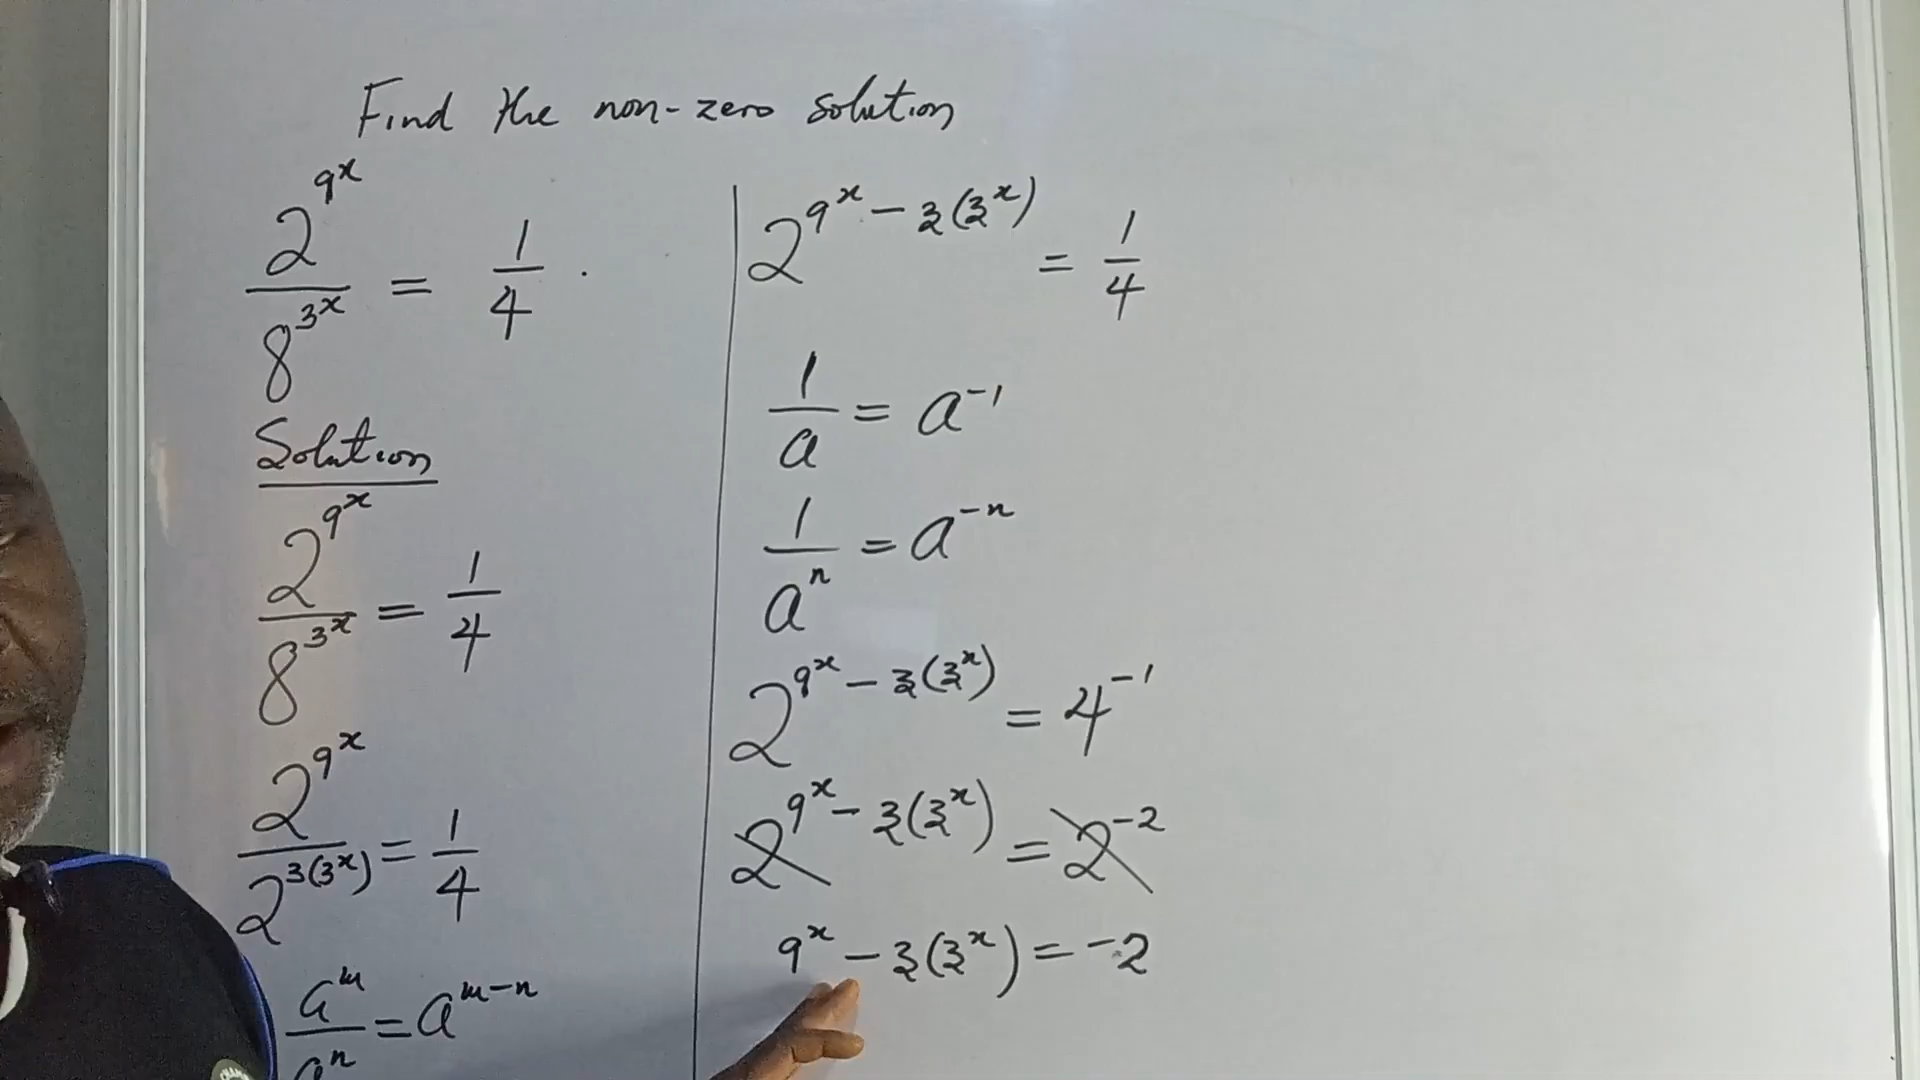 Find the non-zero solution
2^{9^x} / 8^{3^x} = 1/4 .
Solution
2^{9^x} / 8^{3^x} = 1/4
2^{9^x} / 2^{3(3^x)} = 1/4
a^m / a^n = a^{m-n}
2^{9^x - 3(3^x)} = 1/4
1/a = a^{-1}
1/a^n = a^{-n}
2^{9^x - 3(3^x)} = 4^{-1}
2^{9^x - 3(3^x)} = 2^{-2}
9^x - 3(3^x) = -2